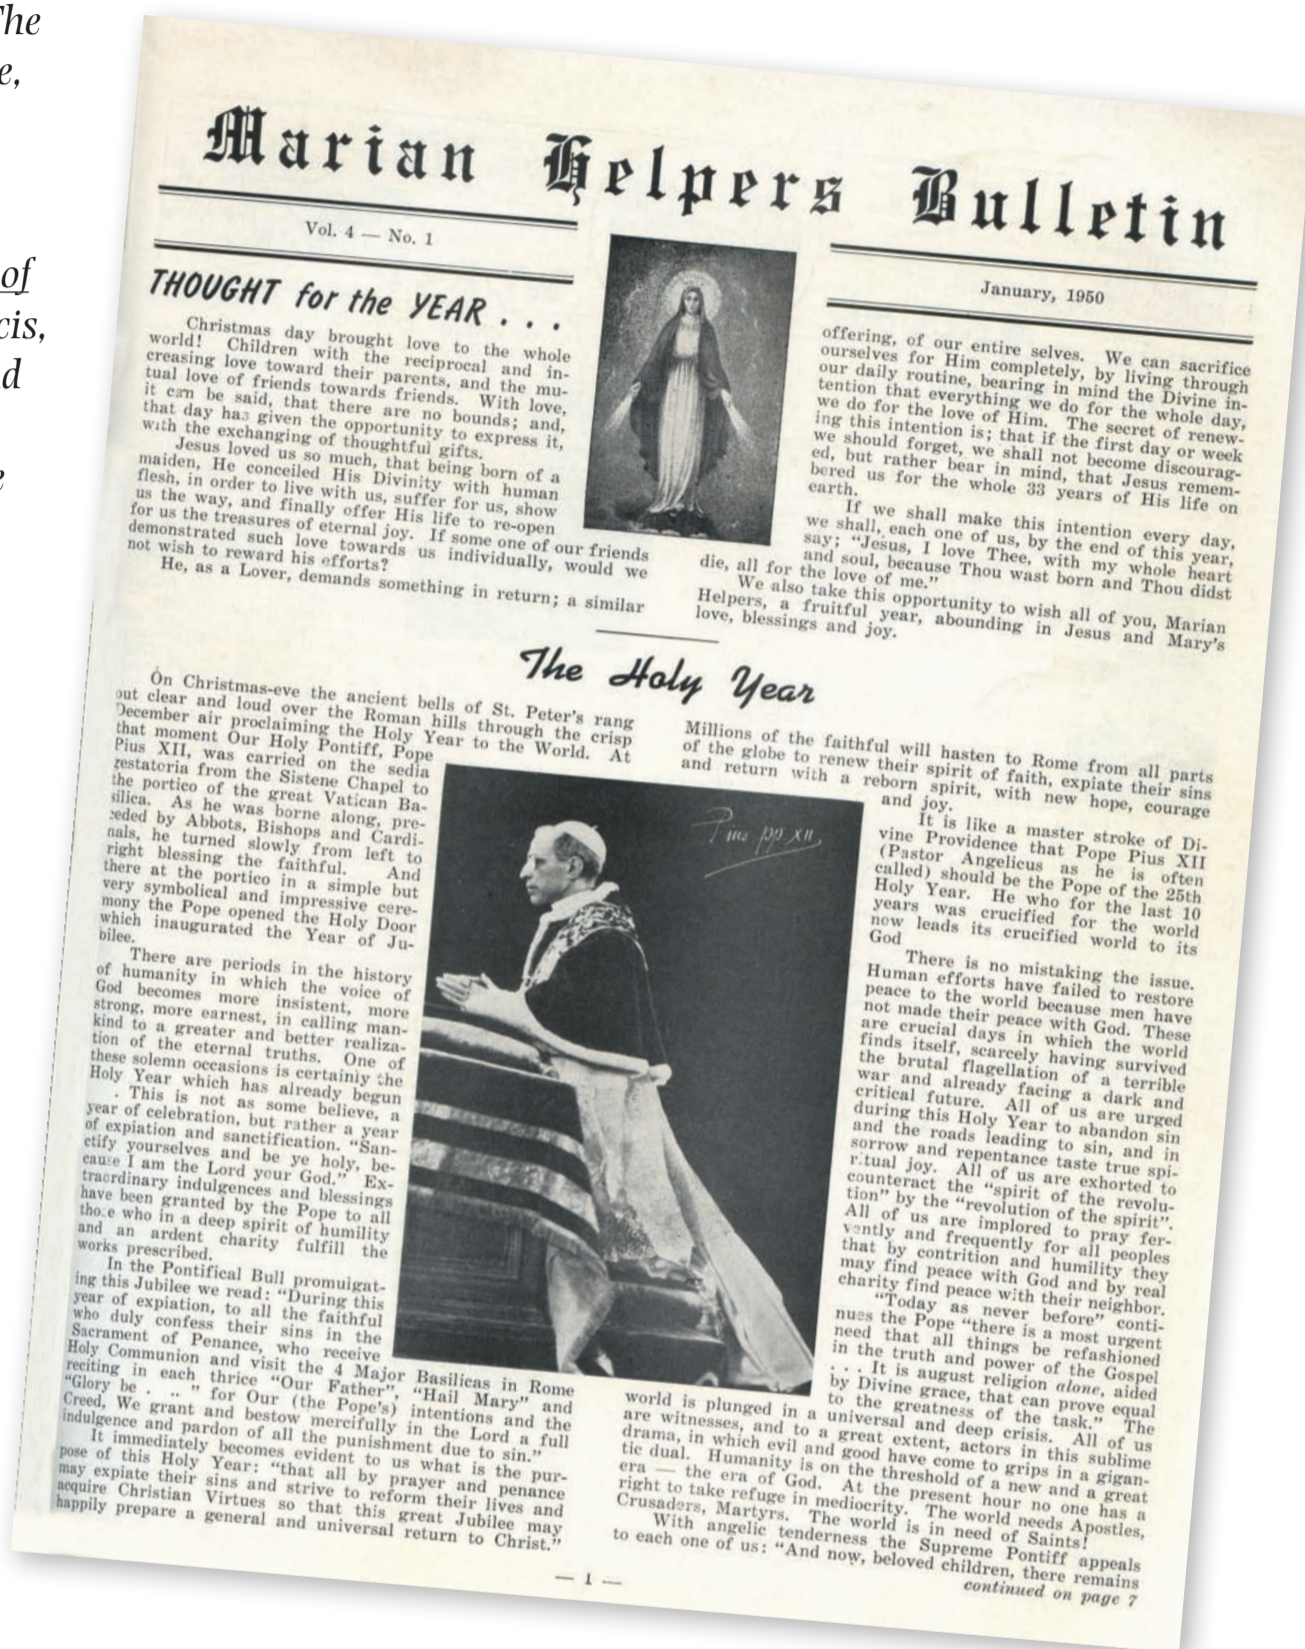 The
e,
of
cis,
d
e
Marian Helpers Bulletin
Vol. 4 — No. 1
January, 1950
THOUGHT for the YEAR . . .
Christmas day brought love to the whole
world! Children with the reciprocal and in-
creasing love toward their parents, and the mu-
tual love of friends towards friends. With love,
it can be said, that there are no bounds; and,
that day has given the opportunity to express it,
with the exchanging of thoughtful gifts.
Jesus loved us so much, that being born of a
maiden, He conceiled His Divinity with human
flesh, in order to live with us, suffer for us, show
us the way, and finally offer His life to re-open
for us the treasures of eternal joy. If some one of our friends
demonstrated such love towards us individually, would we
not wish to reward his efforts?
He, as a Lover, demands something in return; a similar
offering, of our entire selves. We can sacrifice
ourselves for Him completely, by living through
our daily routine, bearing in mind the Divine in-
tention that everything we do for the whole day,
we do for the love of Him. The secret of renew-
ing this intention is; that if the first day or week
we should forget, we shall not become discourag-
ed, but rather bear in mind, that Jesus remem-
bered us for the whole 33 years of His life on
earth.
If we shall make this intention every day,
we shall, each one of us, by the end of this year,
say; "Jesus, I love Thee, with my whole heart
and soul, because Thou wast born and Thou didst
die, all for the love of me."
We also take this opportunity to wish all of you, Marian
Helpers, a fruitful year, abounding in Jesus and Mary's
love, blessings and joy.
The Holy Year
On Christmas-eve the ancient bells of St. Peter's rang
out clear and loud over the Roman hills through the crisp
December air proclaiming the Holy Year to the World. At
that moment Our Holy Pontiff, Pope
Pius XII, was carried on the sedia
gestatoria from the Sistene Chapel to
the portico of the great Vatican Ba-
silica. As he was borne along, pre-
ceded by Abbots, Bishops and Cardi-
nals, he turned slowly from left to
right blessing the faithful. And
there at the portico in a simple but
very symbolical and impressive cere-
mony the Pope opened the Holy Door
which inaugurated the Year of Ju-
bilee.
There are periods in the history
of humanity in which the voice of
God becomes more insistent, more
strong, more earnest, in calling man-
kind to a greater and better realiza-
tion of the eternal truths. One of
these solemn occasions is certainly the
Holy Year which has already begun
. This is not as some believe, a
year of celebration, but rather a year
of expiation and sanctification. "San-
ctify yourselves and be ye holy, be-
cause I am the Lord your God." Ex-
traordinary indulgences and blessings
have been granted by the Pope to all
those who in a deep spirit of humility
and an ardent charity fulfill the
works prescribed.
In the Pontifical Bull promulgat-
ing this Jubilee we read: "During this
year of expiation, to all the faithful
who duly confess their sins in the
Sacrament of Penance, who receive
Holy Communion and visit the 4 Major Basilicas in Rome
reciting in each thrice "Our Father", "Hail Mary" and
"Glory be . .. " for Our (the Pope's) intentions and the
Creed, We grant and bestow mercifully in the Lord a full
indulgence and pardon of all the punishment due to sin."
It immediately becomes evident to us what is the pur-
pose of this Holy Year: "that all by prayer and penance
may expiate their sins and strive to reform their lives and
acquire Christian Virtues so that this great Jubilee may
happily prepare a general and universal return to Christ."
Pius pp. XII
Millions of the faithful will hasten to Rome from all parts
of the globe to renew their spirit of faith, expiate their sins
and return with a reborn spirit, with new hope, courage
and joy.
It is like a master stroke of Di-
vine Providence that Pope Pius XII
(Pastor Angelicus as he is often
called) should be the Pope of the 25th
Holy Year. He who for the last 10
years was crucified for the world
now leads its crucified world to its
God
There is no mistaking the issue.
Human efforts have failed to restore
peace to the world because men have
not made their peace with God. These
are crucial days in which the world
finds itself, scarcely having survived
the brutal flagellation of a terrible
war and already facing a dark and
critical future. All of us are urged
during this Holy Year to abandon sin
and the roads leading to sin, and in
sorrow and repentance taste true spi-
ritual joy. All of us are exhorted to
counteract the "spirit of the revolu-
tion" by the "revolution of the spirit".
All of us are implored to pray fer-
vently and frequently for all peoples
that by contrition and humility they
may find peace with God and by real
charity find peace with their neighbor.
"Today as never before" conti-
nues the Pope "there is a most urgent
need that all things be refashioned
in the truth and power of the Gospel
. . . It is august religion alone, aided
by Divine grace, that can prove equal
to the greatness of the task." The
world is plunged in a universal and deep crisis. All of us
are witnesses, and to a great extent, actors in this sublime
drama, in which evil and good have come to grips in a gigan-
tic dual. Humanity is on the threshold of a new and a great
era — the era of God. At the present hour no one has a
right to take refuge in mediocrity. The world needs Apostles,
Crusaders, Martyrs. The world is in need of Saints!
With angelic tenderness the Supreme Pontiff appeals
to each one of us: "And now, beloved children, there remains
continued on page 7
— 1 —